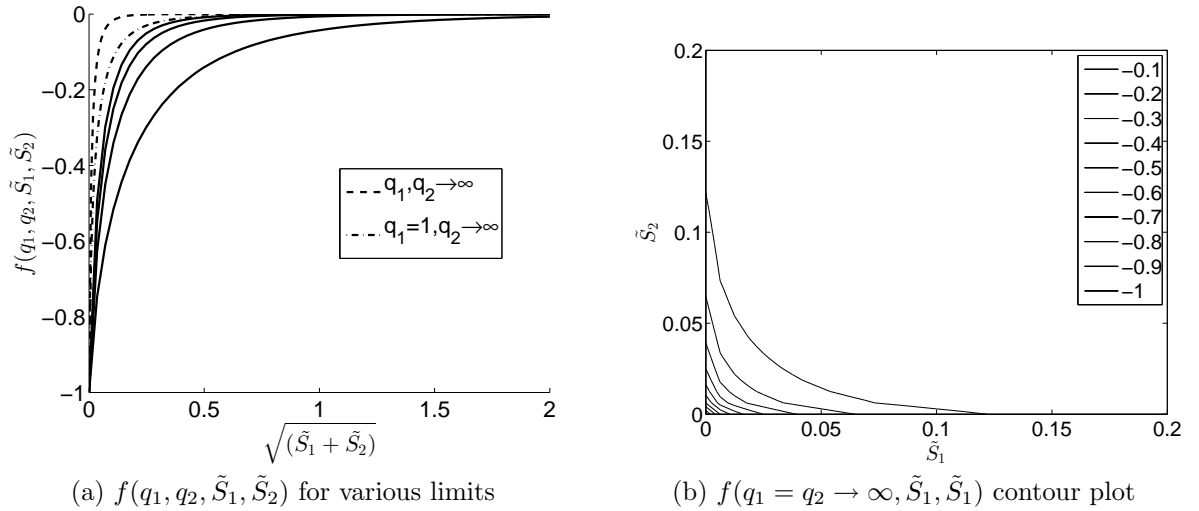 0
−0.2
−0.4
−0.6
−0.8
−1
f(q₁, q₂, S̃₁, S̃₂)
q₁,q₂→∞
q₁=1,q₂→∞
0 0.5 1 1.5 2
√(S̃₁ + S̃₂)
(a) f(q₁, q₂, S̃₁, S̃₂) for various limits
0.2
0.15
0.1
0.05
0
S̃₂
−0.1
−0.2
−0.3
−0.4
−0.5
−0.6
−0.7
−0.8
−0.9
−1
0 0.05 0.1 0.15 0.2
S̃₁
(b) f(q₁ = q₂ → ∞, S̃₁, S̃₁) contour plot